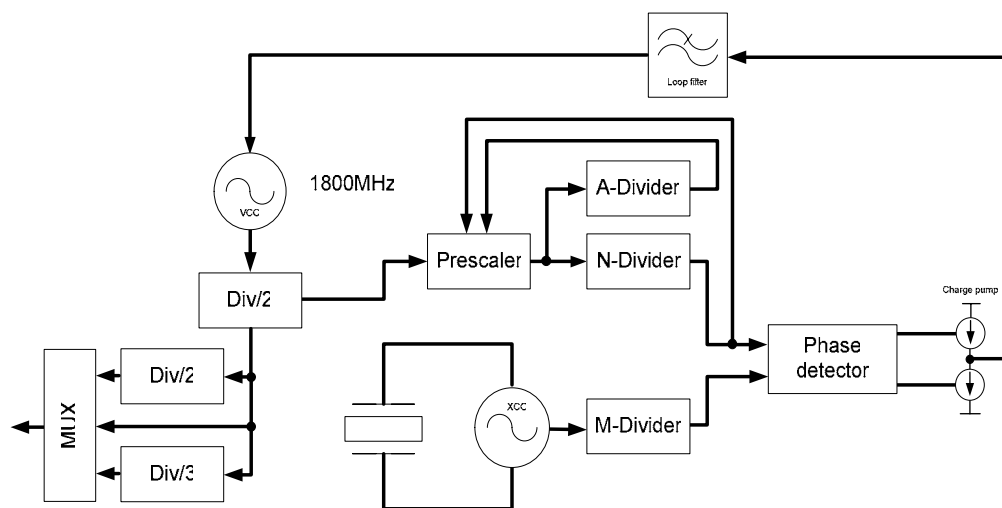 Loop filter
1800MHz
VCC
A-Divider
Prescaler
N-Divider
Div/2
Charge pump
Phase
detector
Div/2
MUX
XCC
M-Divider
Div/3